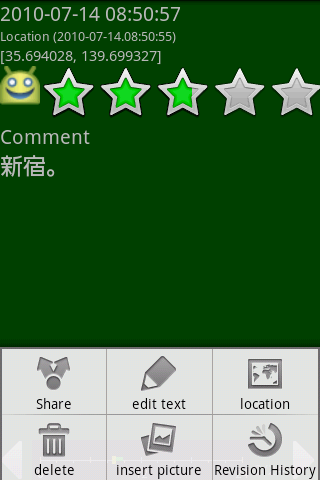 2010-07-14 08:50:57
Location (2010-07-14.08:50:55)
[35.694028, 139.699327]
Comment
新宿。
Share
edit text
location
delete
insert picture
Revision History